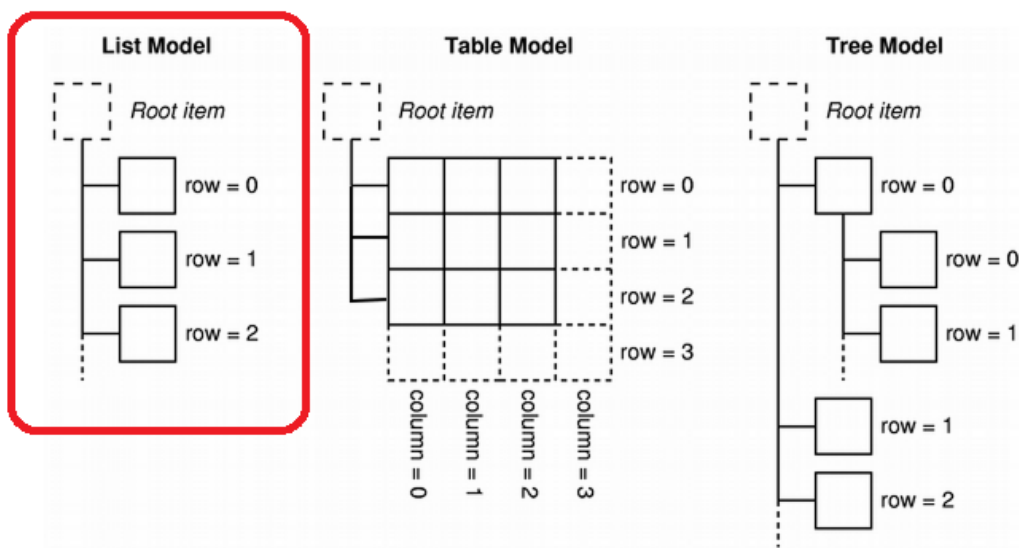 List Model
Root item
row = 0
row = 1
row = 2
Table Model
Root item
row = 0
row = 1
row = 2
row = 3
column = 0
column = 1
column = 2
column = 3
Tree Model
Root item
row = 0
row = 0
row = 1
row = 1
row = 2